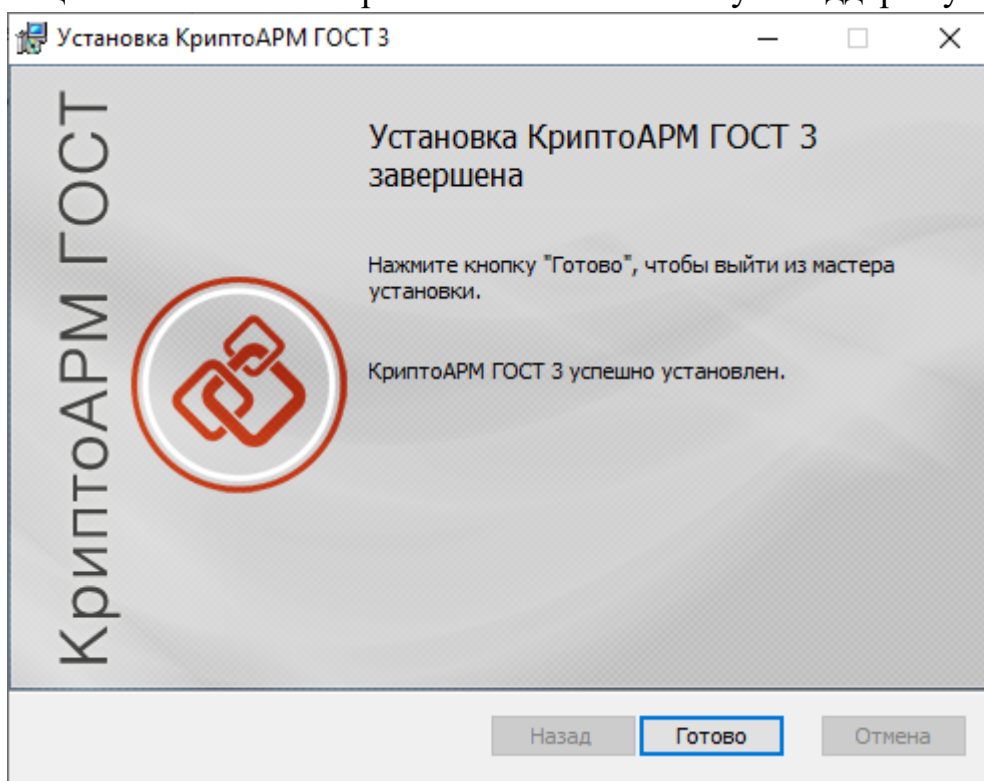 Установка КриптоАРМ ГОСТ 3
КриптоАРМ ГОСТ
Установка КриптоАРМ ГОСТ 3
завершена
Нажмите кнопку "Готово", чтобы выйти из мастера
установки.
КриптоАРМ ГОСТ 3 успешно установлен.
Назад
Готово
Отмена